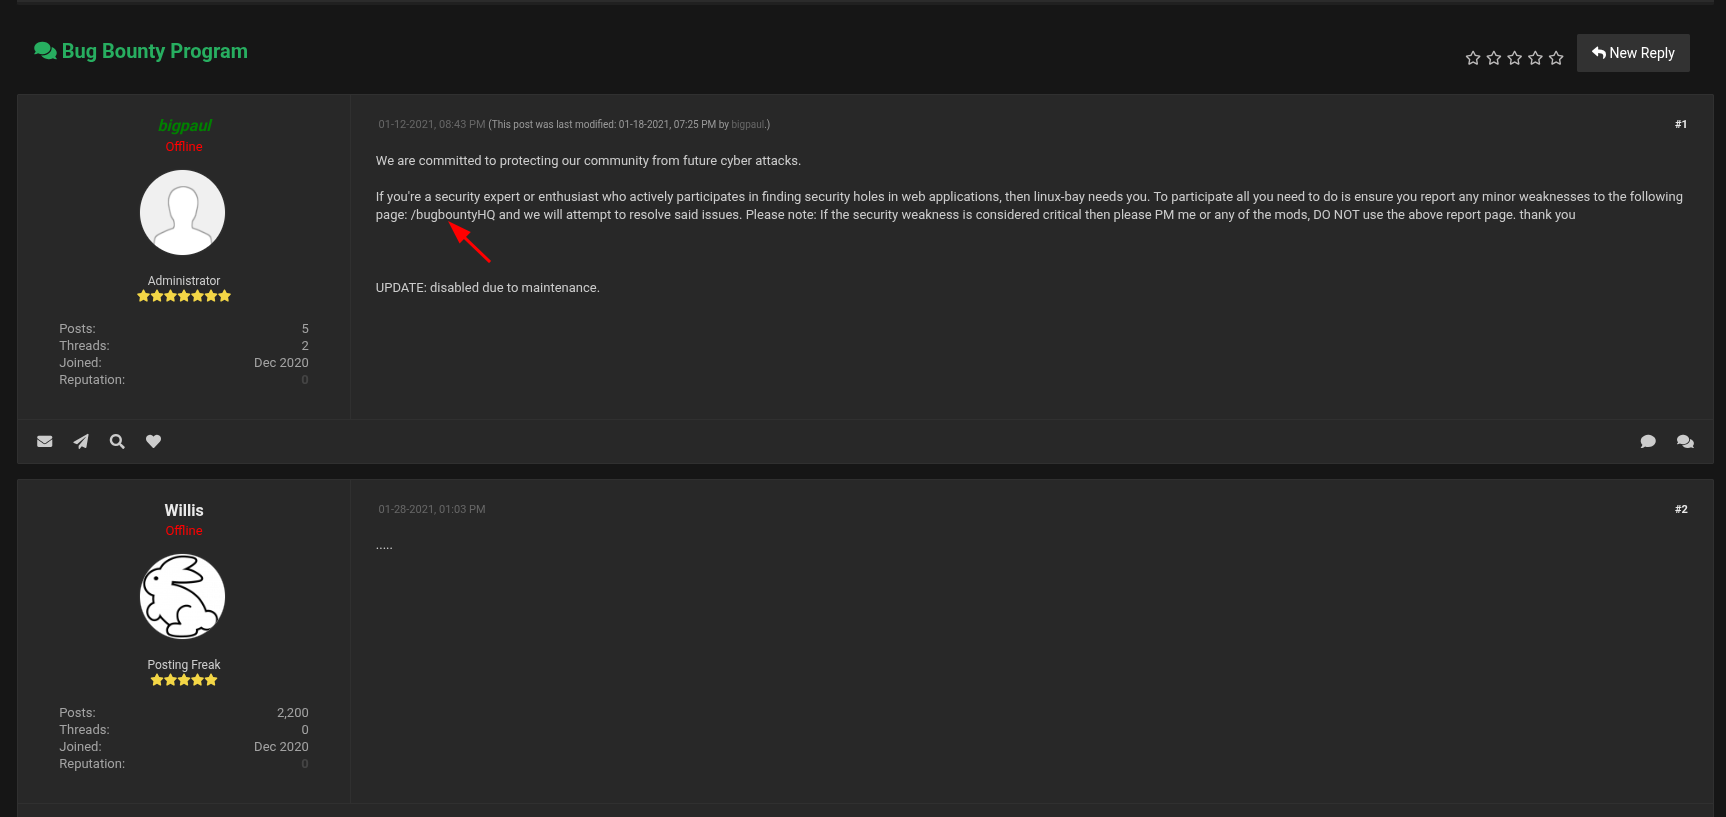 Bug Bounty Program
New Reply
bigpaul
Offline
Administrator
Posts: 5
Threads: 2
Joined: Dec 2020
Reputation: 0
01-12-2021, 08:43 PM (This post was last modified: 01-18-2021, 07:25 PM by bigpaul.)
#1
We are committed to protecting our community from future cyber attacks.
If you're a security expert or enthusiast who actively participates in finding security holes in web applications, then linux-bay needs you. To participate all you need to do is ensure you report any minor weaknesses to the following
page: /bugbountyHQ and we will attempt to resolve said issues. Please note: If the security weakness is considered critical then please PM me or any of the mods, DO NOT use the above report page. thank you
UPDATE: disabled due to maintenance.
Willis
Offline
Posting Freak
Posts: 2,200
Threads: 0
Joined: Dec 2020
Reputation: 0
01-28-2021, 01:03 PM
#2
.....